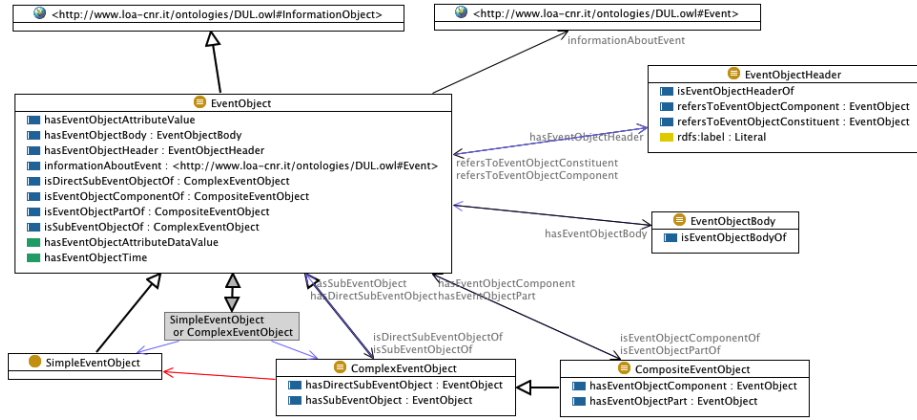 <http://www.loa-cnr.it/ontologies/DUL.owl#InformationObject>
<http://www.loa-cnr.it/ontologies/DUL.owl#Event>
informationAboutEvent
EventObject
hasEventObjectAttributeValue
hasEventObjectBody : EventObjectBody
hasEventObjectHeader : EventObjectHeader
informationAboutEvent : <http://www.loa-cnr.it/ontologies/DUL.owl#Event>
isDirectSubEventObjectOf : ComplexEventObject
isEventObjectComponentOf : CompositeEventObject
isEventObjectPartOf : CompositeEventObject
isSubEventObjectOf : ComplexEventObject
hasEventObjectAttributeDataValue
hasEventObjectTime
EventObjectHeader
isEventObjectHeaderOf
refersToEventObjectComponent : EventObject
refersToEventObjectConstituent : EventObject
rdfs:label : Literal
hasEventObjectHeader
refersToEventObjectConstituent
refersToEventObjectComponent
EventObjectBody
isEventObjectBodyOf
hasEventObjectBody
hasSubEventObject
hasDirectSubEventObject
hasEventObjectComponent
hasEventObjectPart
SimpleEventObject
or ComplexEventObject
isDirectSubEventObjectOf
isSubEventObjectOf
isEventObjectComponentOf
isEventObjectPartOf
SimpleEventObject
ComplexEventObject
hasDirectSubEventObject : EventObject
hasSubEventObject : EventObject
CompositeEventObject
hasEventObjectComponent : EventObject
hasEventObjectPart : EventObject